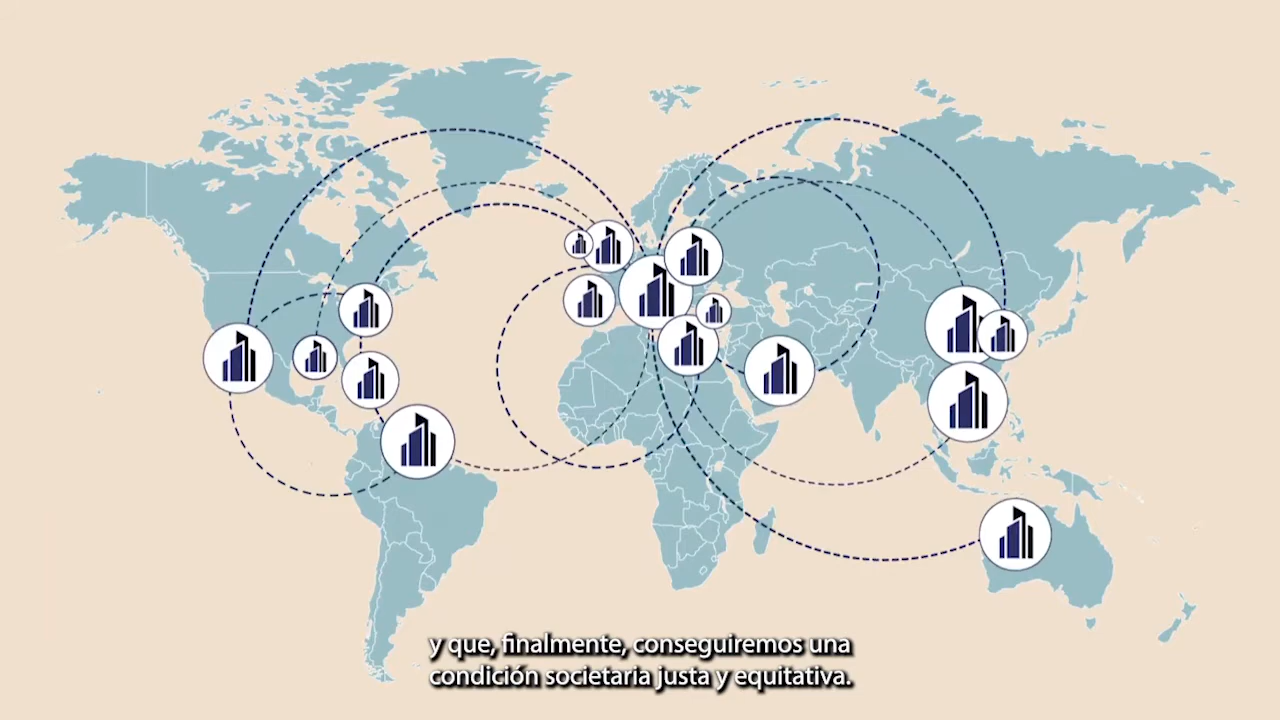 y que, finalmente, conseguiremos una
condición societaria justa y equitativa.